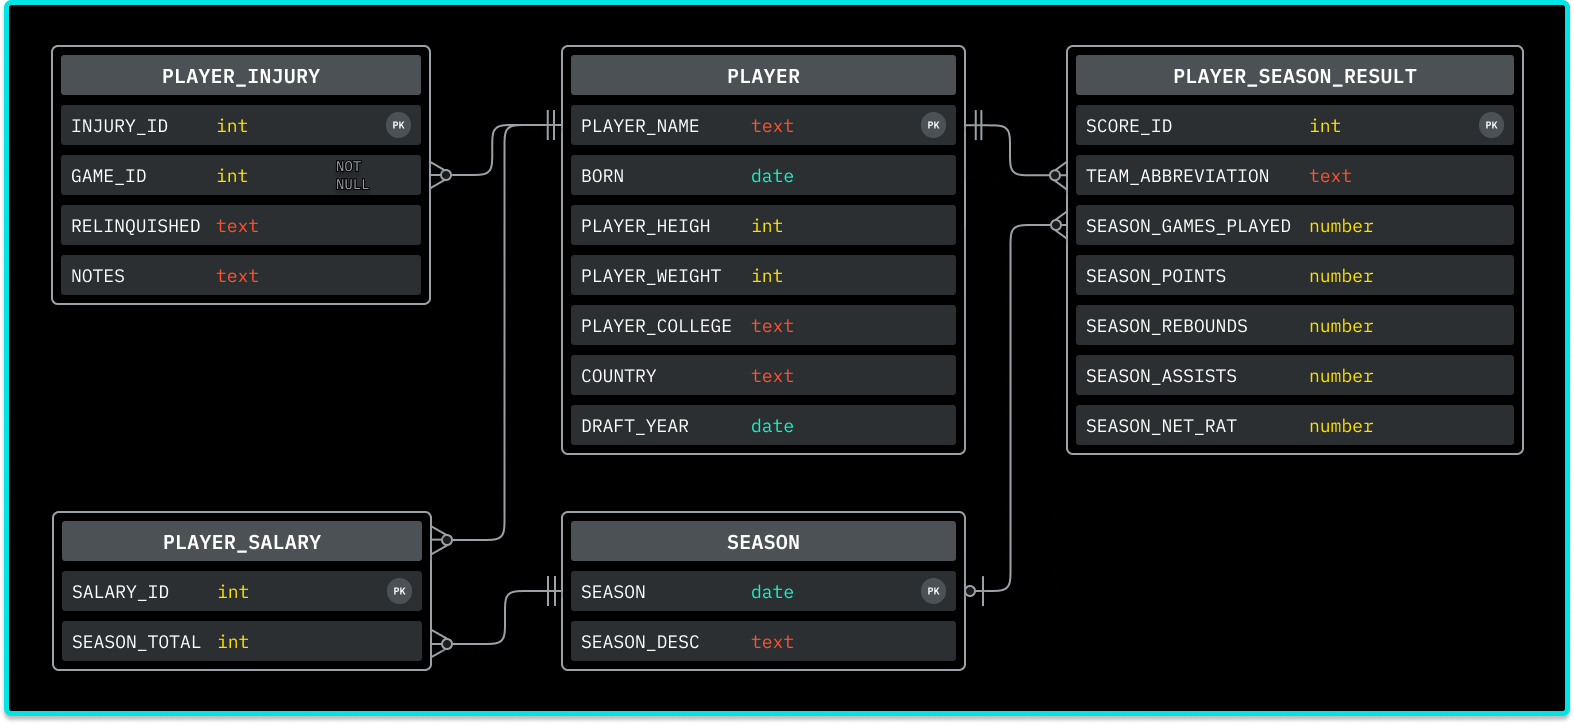 PLAYER_INJURY
INJURY_ID int PK
GAME_ID int NOT NULL
RELINQUISHED text
NOTES text
PLAYER
PLAYER_NAME text PK
BORN date
PLAYER_HEIGH int
PLAYER_WEIGHT int
PLAYER_COLLEGE text
COUNTRY text
DRAFT_YEAR date
PLAYER_SEASON_RESULT
SCORE_ID int PK
TEAM_ABBREVIATION text
SEASON_GAMES_PLAYED number
SEASON_POINTS number
SEASON_REBOUNDS number
SEASON_ASSISTS number
SEASON_NET_RAT number
PLAYER_SALARY
SALARY_ID int PK
SEASON_TOTAL int
SEASON
SEASON date PK
SEASON_DESC text